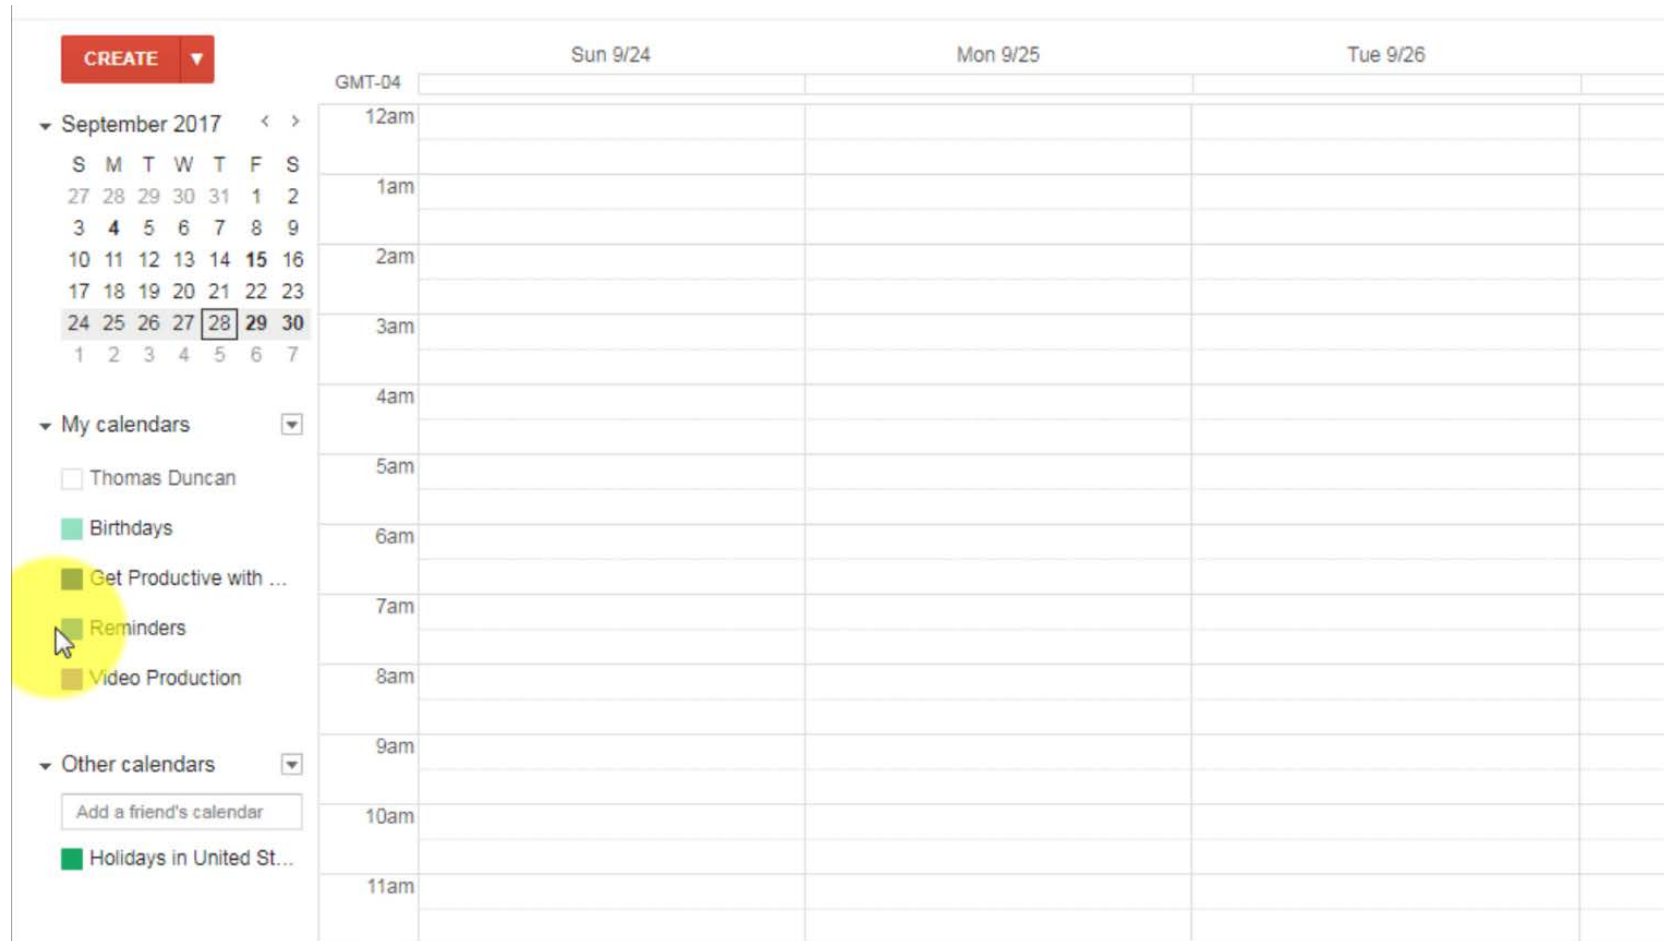 CREATE
Sun 9/24 Mon 9/25 Tue 9/26
GMT-04
September 2017
S M T W T F S
27 28 29 30 31 1 2
3 4 5 6 7 8 9
10 11 12 13 14 15 16
17 18 19 20 21 22 23
24 25 26 27 28 29 30
1 2 3 4 5 6 7
My calendars
Thomas Duncan
Birthdays
Get Productive with ...
Reminders
Video Production
Other calendars
Add a friend's calendar
Holidays in United St...
12am
1am
2am
3am
4am
5am
6am
7am
8am
9am
10am
11am